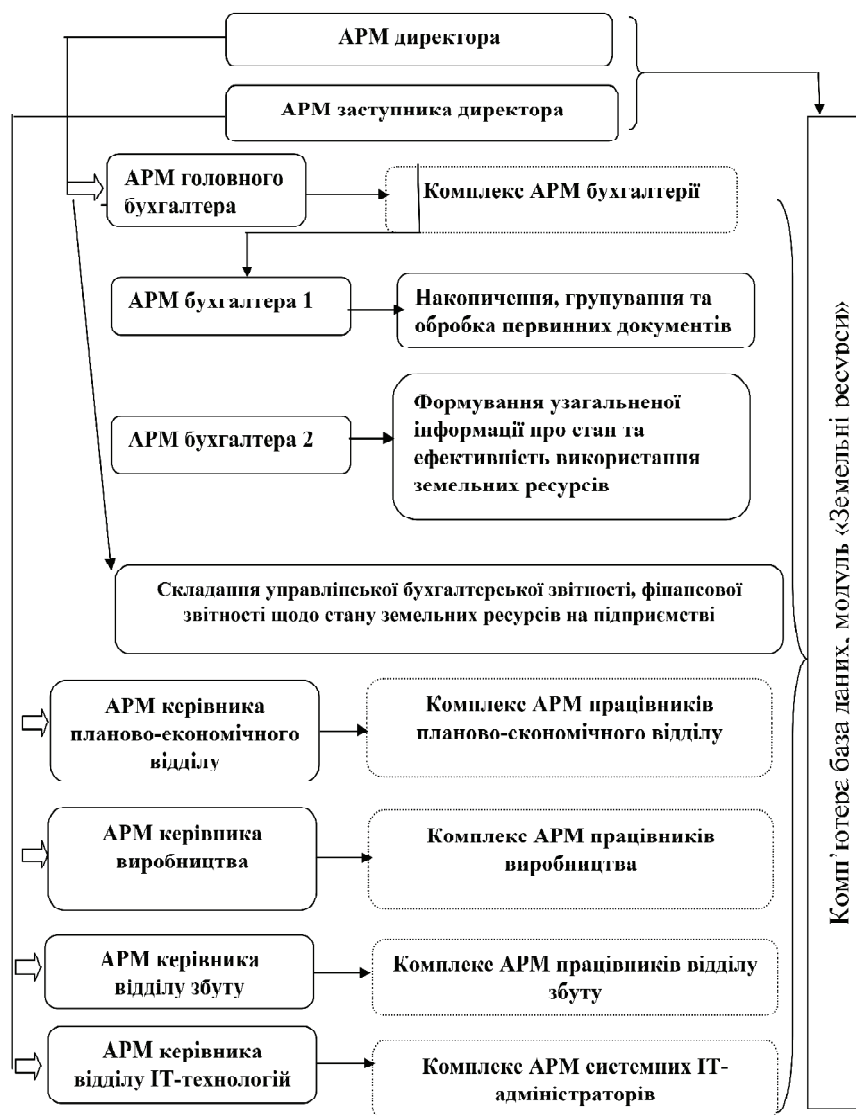 АРМ директора
АРМ заступника директора
АРМ головного
бухгалтера
Комплекс АРМ бухгалтерії
АРМ бухгалтера 1
Накопичення, групування та
обробка первинних документів
АРМ бухгалтера 2
Формування узагальненої
інформації про стан та
ефективність використання
земельних ресурсів
Складання управлінської бухгалтерської звітності, фінансової
звітності щодо стану земельних ресурсів на підприємстві
АРМ керівника
планово-економічного
відділу
Комплекс АРМ працівників
планово-економічного відділу
АРМ керівника
виробництва
Комплекс АРМ працівників
виробництва
АРМ керівника
відділу збуту
Комплекс АРМ працівників відділу
збуту
АРМ керівника
відділу ІТ-технологій
Комплекс АРМ системних ІТ-
адміністраторів
Комп’ютера база даних, модуль «Земельні ресурси»